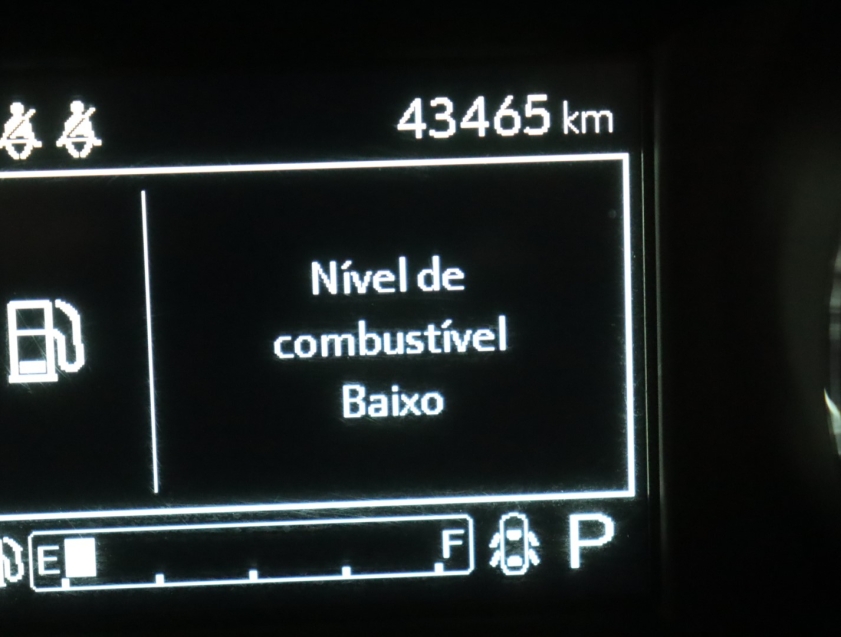 43465 km
Nível de
combustível
Baixo
E F P